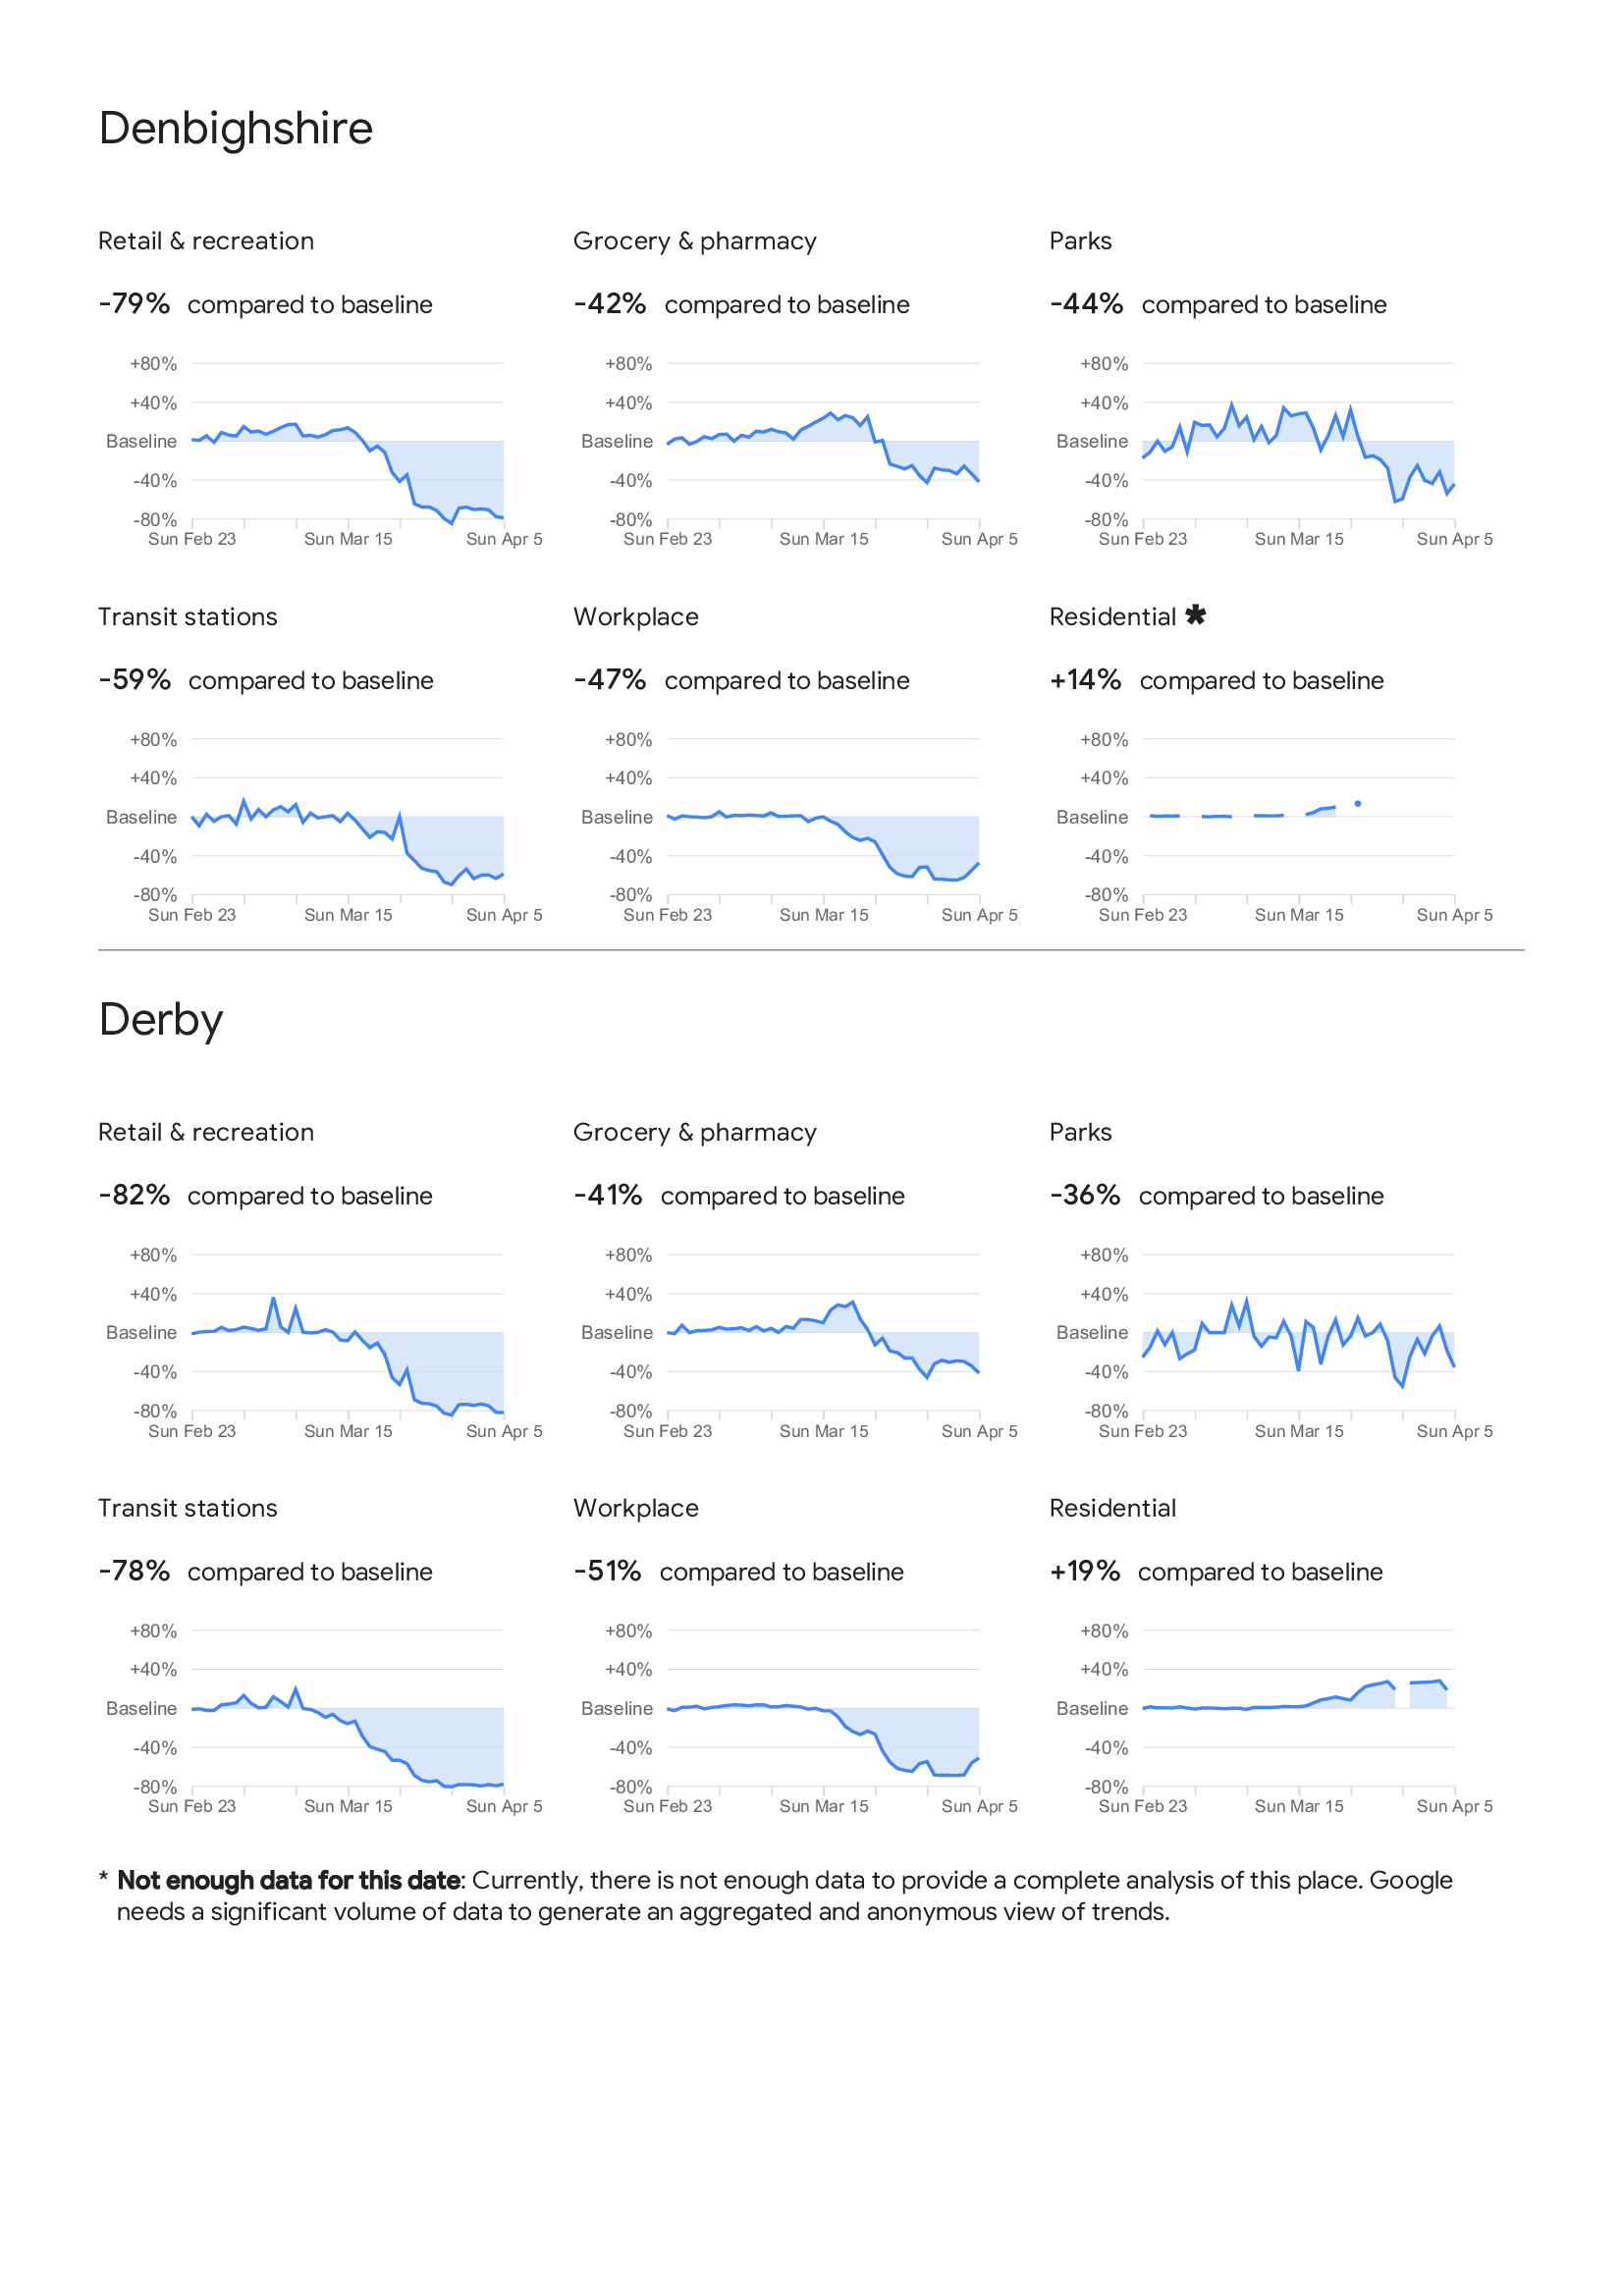 Denbighshire
Retail & recreation
-79% compared to baseline
+80%
+40%
Baseline
-40%
-80%
Sun Feb 23 Sun Mar 15 Sun Apr 5
Grocery & pharmacy
-42% compared to baseline
+80%
+40%
Baseline
-40%
-80%
Sun Feb 23 Sun Mar 15 Sun Apr 5
Parks
-44% compared to baseline
+80%
+40%
Baseline
-40%
-80%
Sun Feb 23 Sun Mar 15 Sun Apr 5
Transit stations
-59% compared to baseline
+80%
+40%
Baseline
-40%
-80%
Sun Feb 23 Sun Mar 15 Sun Apr 5
Workplace
-47% compared to baseline
+80%
+40%
Baseline
-40%
-80%
Sun Feb 23 Sun Mar 15 Sun Apr 5
Residential *
+14% compared to baseline
+80%
+40%
Baseline
-40%
-80%
Sun Feb 23 Sun Mar 15 Sun Apr 5
Derby
Retail & recreation
-82% compared to baseline
+80%
+40%
Baseline
-40%
-80%
Sun Feb 23 Sun Mar 15 Sun Apr 5
Grocery & pharmacy
-41% compared to baseline
+80%
+40%
Baseline
-40%
-80%
Sun Feb 23 Sun Mar 15 Sun Apr 5
Parks
-36% compared to baseline
+80%
+40%
Baseline
-40%
-80%
Sun Feb 23 Sun Mar 15 Sun Apr 5
Transit stations
-78% compared to baseline
+80%
+40%
Baseline
-40%
-80%
Sun Feb 23 Sun Mar 15 Sun Apr 5
Workplace
-51% compared to baseline
+80%
+40%
Baseline
-40%
-80%
Sun Feb 23 Sun Mar 15 Sun Apr 5
Residential
+19% compared to baseline
+80%
+40%
Baseline
-40%
-80%
Sun Feb 23 Sun Mar 15 Sun Apr 5
* Not enough data for this date: Currently, there is not enough data to provide a complete analysis of this place. Google
needs a significant volume of data to generate an aggregated and anonymous view of trends.